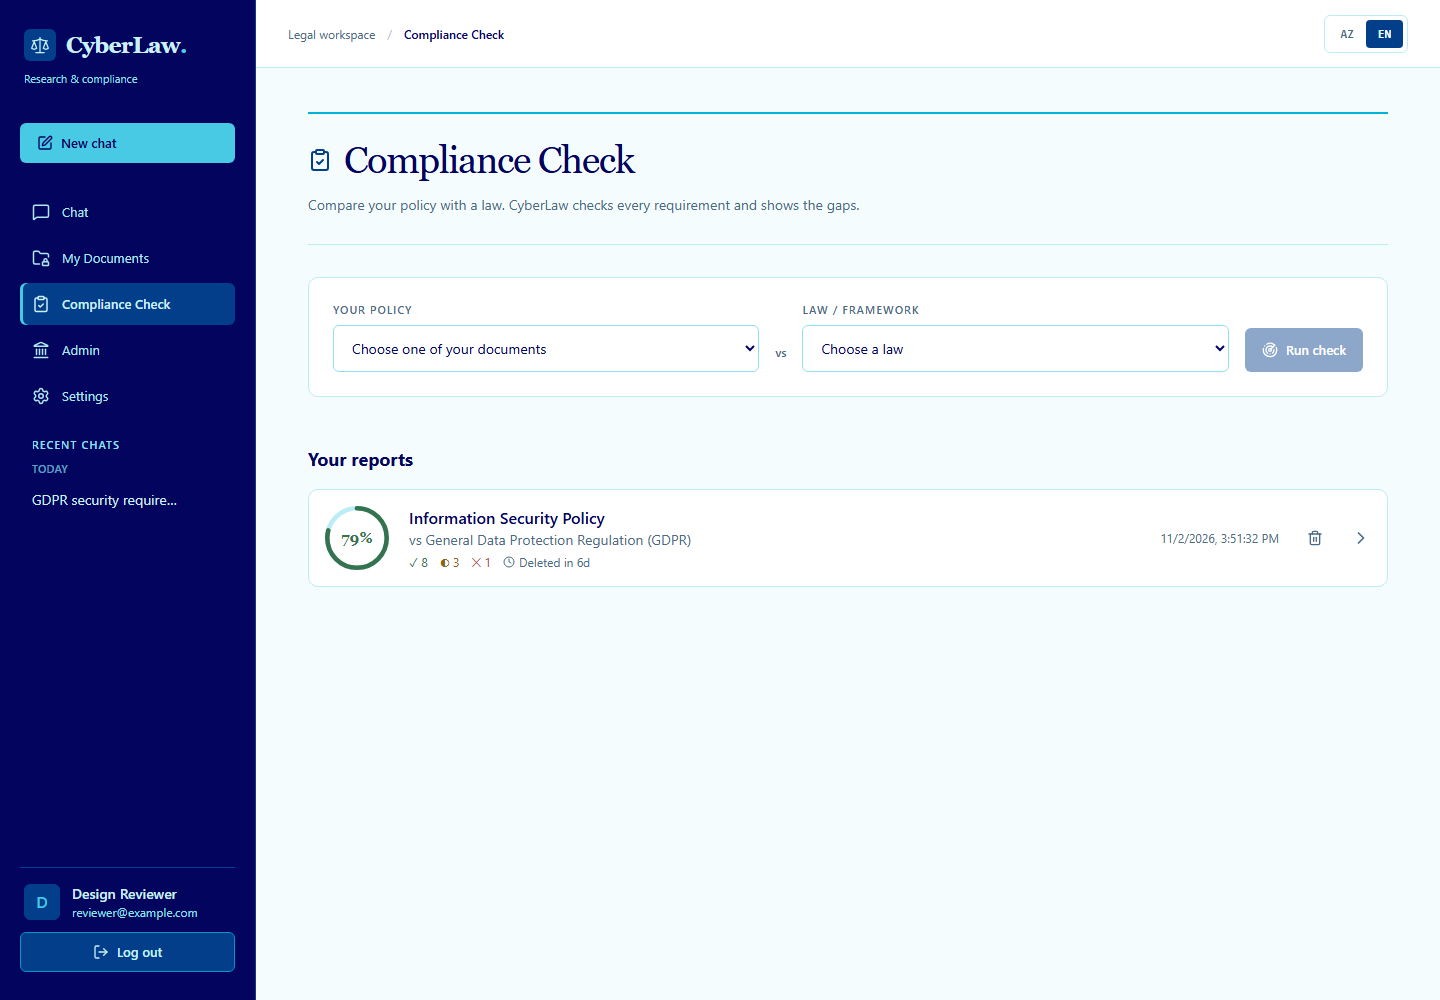 CyberLaw.
Research & compliance
New chat
Chat
My Documents
Compliance Check
Admin
Settings
RECENT CHATS
TODAY
GDPR security require...
D
Design Reviewer
reviewer@example.com
Log out
Legal workspace / Compliance Check
AZ EN
Compliance Check
Compare your policy with a law. CyberLaw checks every requirement and shows the gaps.
YOUR POLICY
Choose one of your documents
vs
LAW / FRAMEWORK
Choose a law
Run check
Your reports
79%
Information Security Policy
vs General Data Protection Regulation (GDPR)
✓ 8 ◐ 3 ✕ 1 Deleted in 6d
11/2/2026, 3:51:32 PM